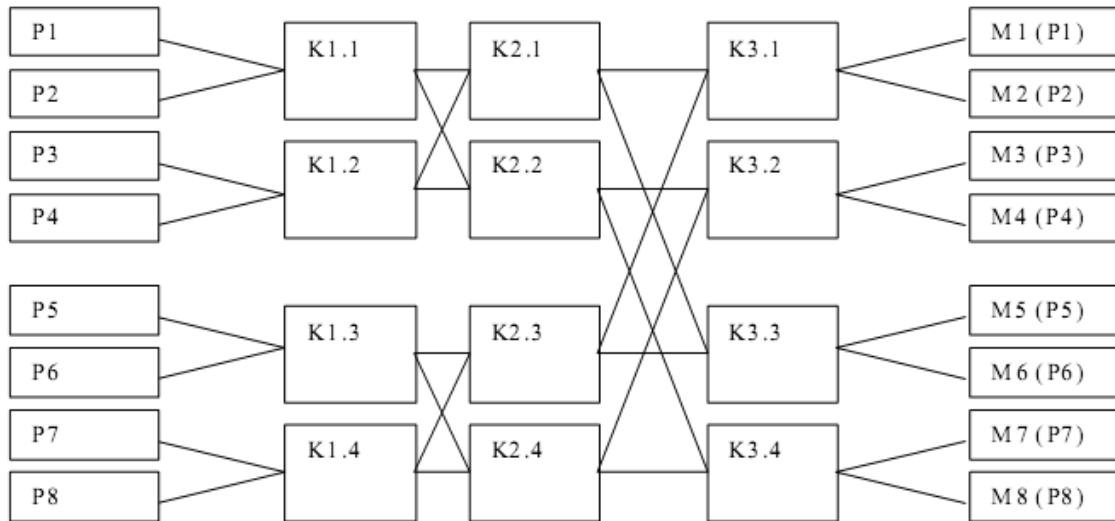 P1
K1.1
K2.1
K3.1
M1(P1)
P2
M2(P2)
P3
K1.2
K2.2
K3.2
M3(P3)
P4
M4(P4)
P5
K1.3
K2.3
K3.3
M5(P5)
P6
M6(P6)
P7
K1.4
K2.4
K3.4
M7(P7)
P8
M8(P8)